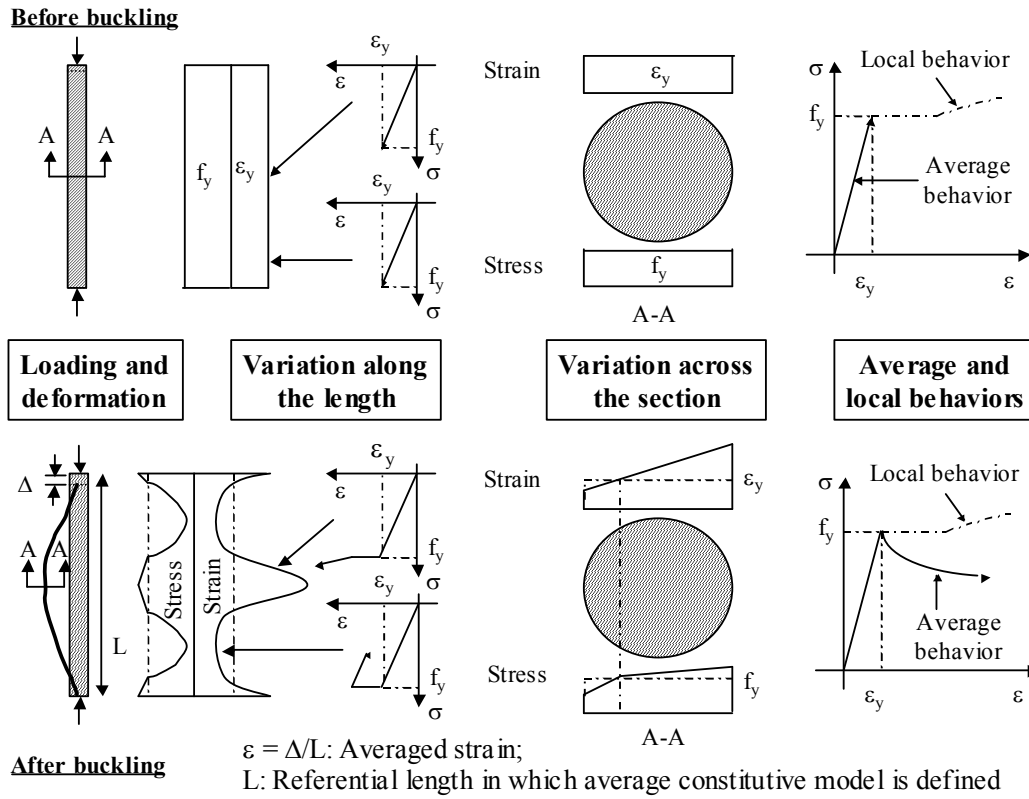 Before buckling
A A
f_y ε_y
ε_y
ε
f_y
σ
ε_y
ε
f_y
σ
Strain
ε_y
Stress
f_y
A-A
σ
Local behavior
f_y
Average
behavior
ε_y
ε
Loading and
deformation
Variation along
the length
Variation across
the section
Average and
local behaviors
Δ
A A
L
Stress
Strain
ε_y
ε
f_y
σ
ε_y
ε
f_y
σ
Strain
ε_y
Stress
f_y
A-A
σ
Local behavior
f_y
Average
behavior
ε_y
ε
After buckling
ε = Δ/L: Averaged strain;
L: Referential length in which average constitutive model is defined